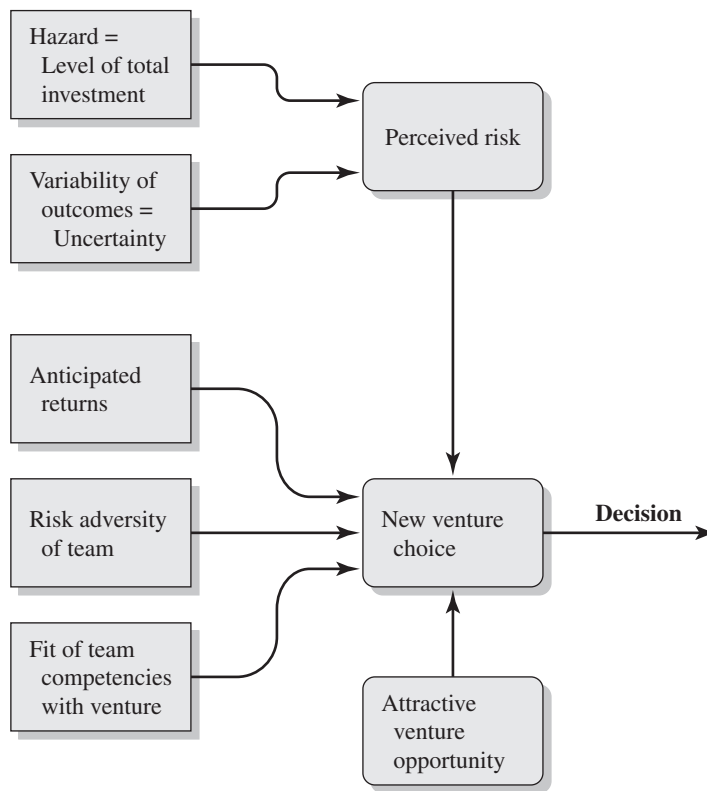 Hazard =
Level of total
investment
Perceived risk
Variability of
outcomes =
Uncertainty
Anticipated
returns
Risk adversity
of team
New venture
choice
Decision
Fit of team
competencies
with venture
Attractive
venture
opportunity